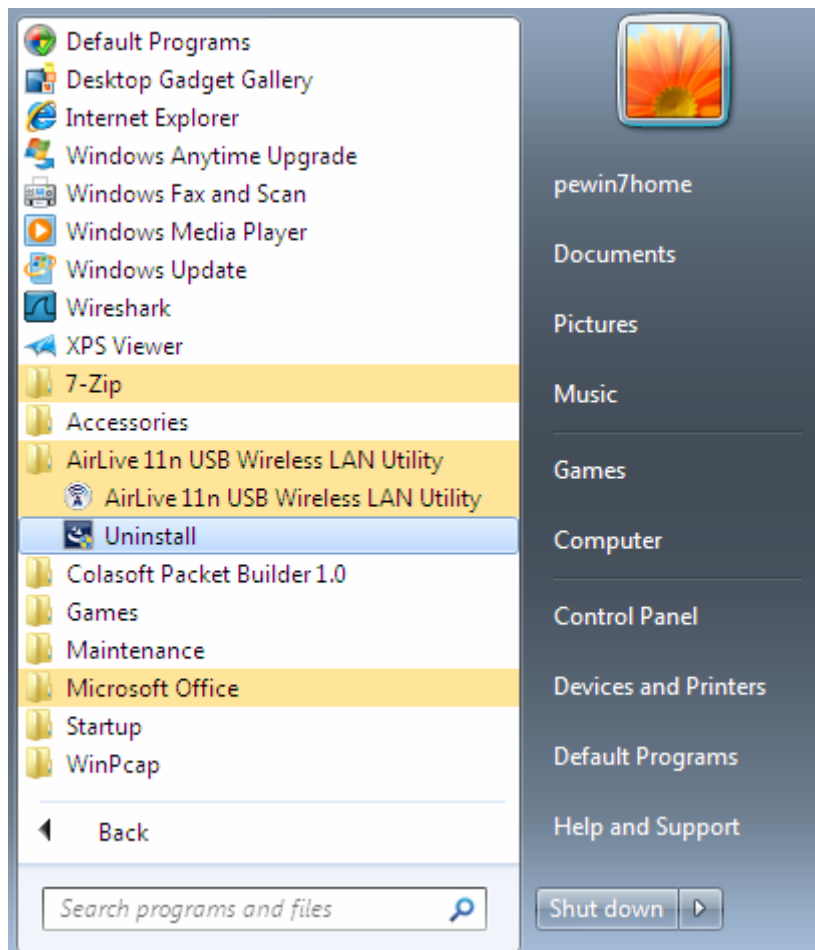 Default Programs
Desktop Gadget Gallery
Internet Explorer
Windows Anytime Upgrade
Windows Fax and Scan
Windows Media Player
Windows Update
Wireshark
XPS Viewer
7-Zip
Accessories
AirLive 11n USB Wireless LAN Utility
AirLive 11n USB Wireless LAN Utility
Uninstall
Colasoft Packet Builder 1.0
Games
Maintenance
Microsoft Office
Startup
WinPcap
Back
Search programs and files
pewin7home
Documents
Pictures
Music
Games
Computer
Control Panel
Devices and Printers
Default Programs
Help and Support
Shut down